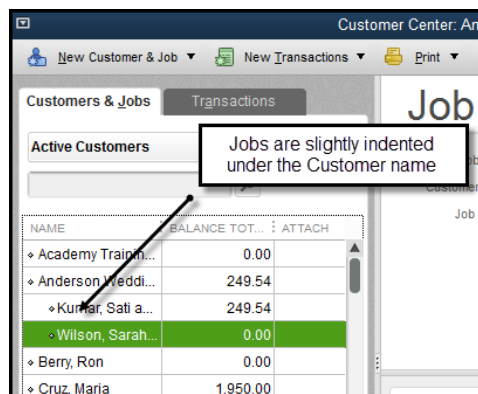 Customer Center: An
New Customer & Job New Transactions Print
Customers & Jobs Transactions
Job
Active Customers
Jobs are slightly indented
under the Customer name
Customer
Job
NAME BALANCE TOT... ATTACH
Academy Trainin... 0.00
Anderson Weddi... 249.54
Kumar, Sati a... 249.54
Wilson, Sarah... 0.00
Berry, Ron 0.00
Cruz, Maria 1,950.00